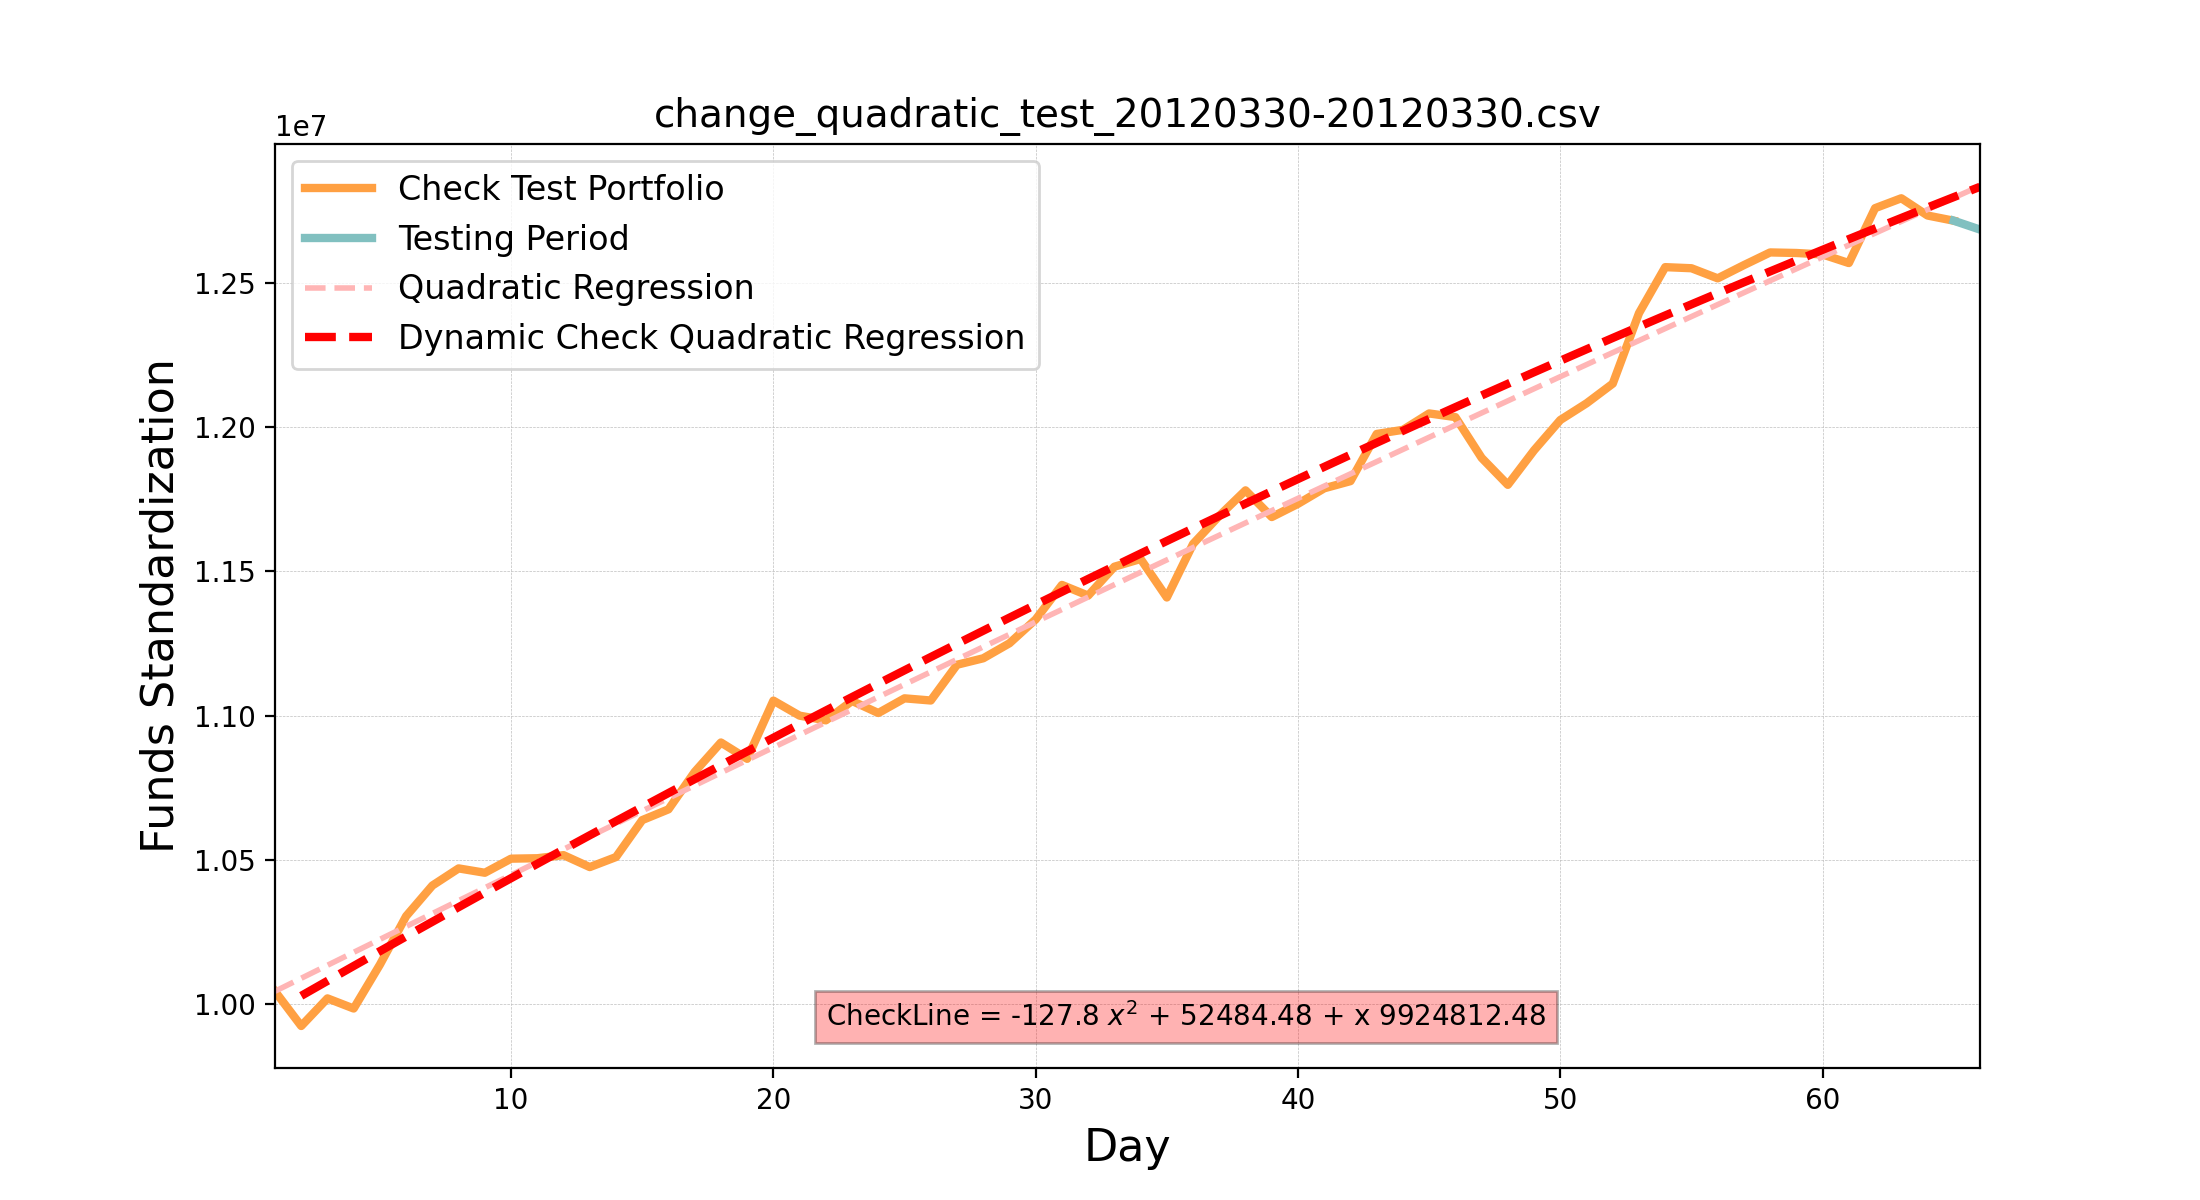 change_quadratic_test_20120330-20120330.csv
1e7
Check Test Portfolio
Testing Period
Quadratic Regression
Dynamic Check Quadratic Regression
1.25
1.20
1.15
1.10
1.05
1.00
Funds Standardization
CheckLine = -127.8 x² + 52484.48 + x 9924812.48
10 20 30 40 50 60
Day